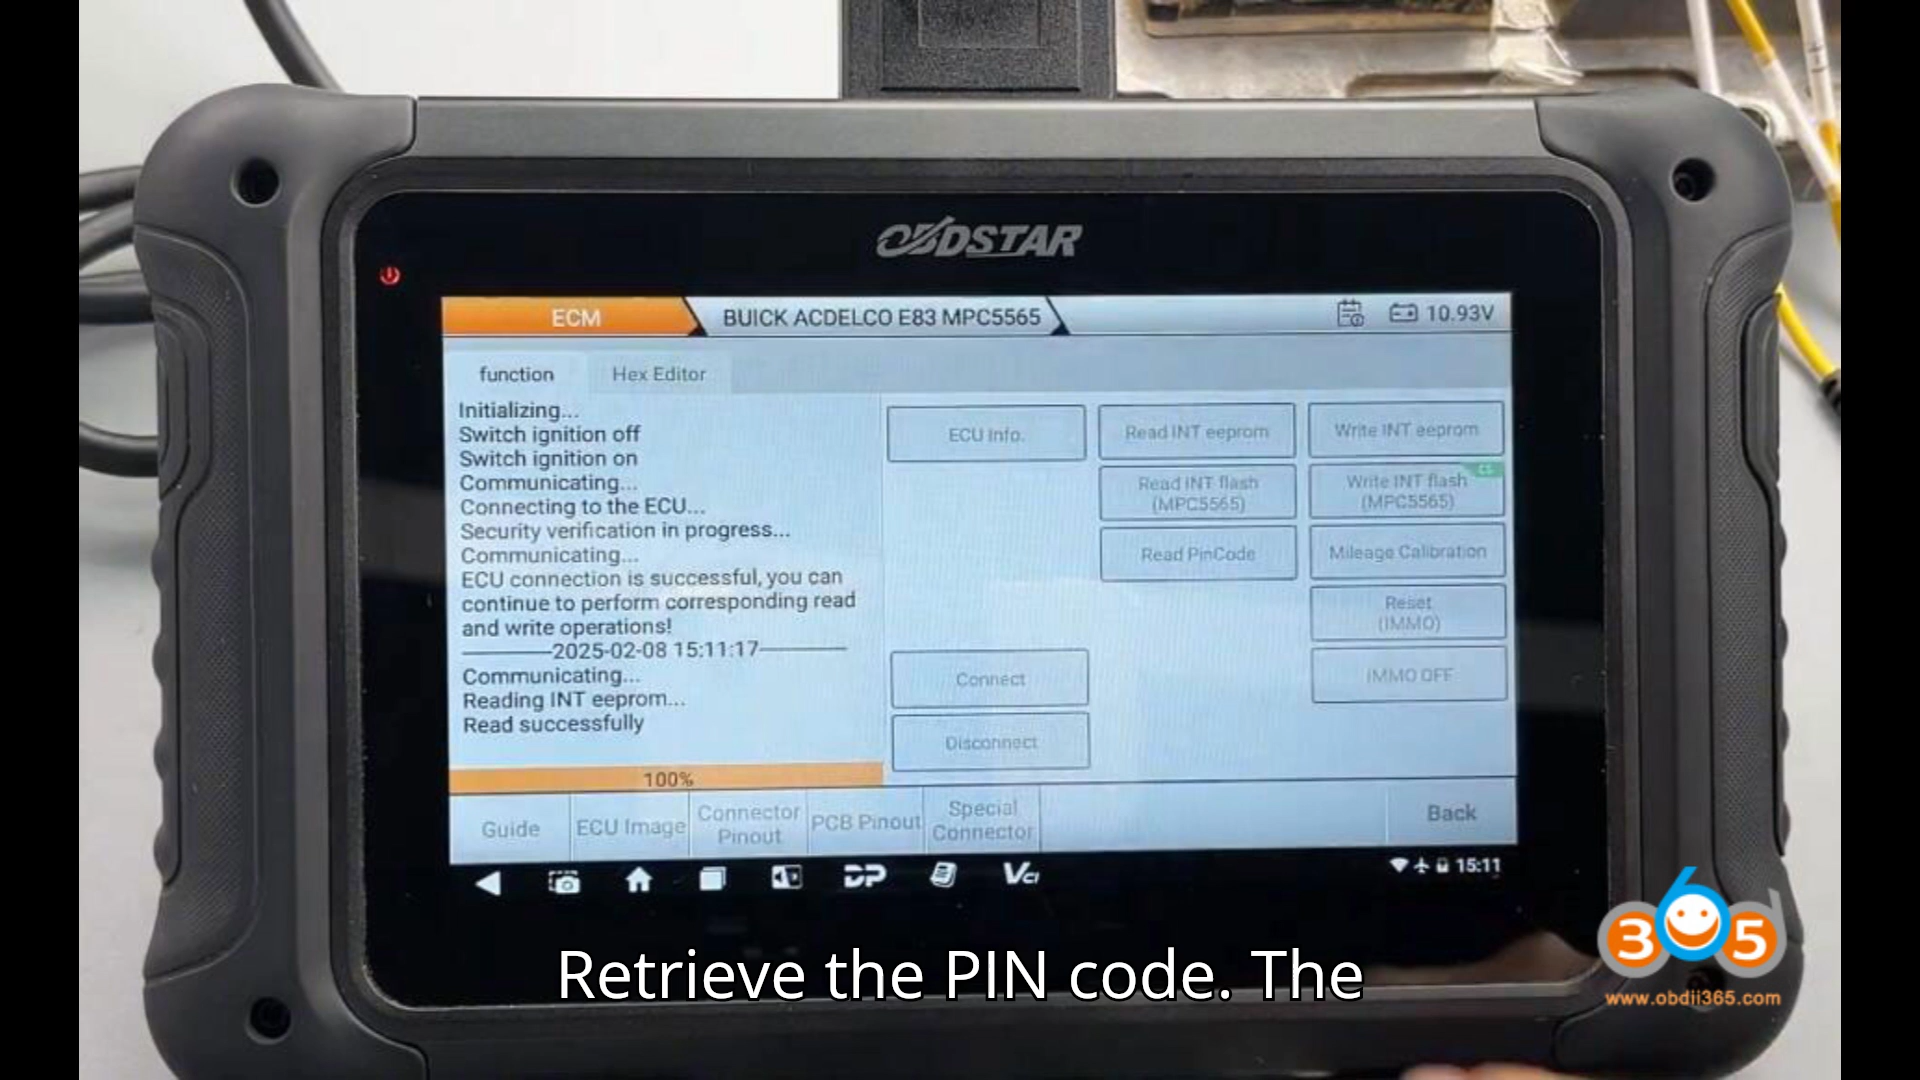 OBDSTAR
ECM
BUICK ACDELCO E83 MPC5565
10.93V
function
Hex Editor
Initializing...
Switch ignition off
Switch ignition on
Communicating...
Connecting to the ECU...
Security verification in progress...
Communicating...
ECU connection is successful, you can
continue to perform corresponding read
and write operations!
2025-02-08 15:11:17
Communicating...
Reading INT eeprom...
Read successfully
100%
ECU Info.
Read INT eeprom
Write INT eeprom
Read INT flash
(MPC5565)
CS
Write INT flash
(MPC5565)
Read PinCode
Mileage Calibration
Reset
(IMMO)
Connect
IMMO OFF
Disconnect
Guide
ECU Image
Connector
Pinout
PCB Pinout
Special
Connector
Back
DP
VCI
15:11
Retrieve the PIN code. The
365
www.obdii365.com